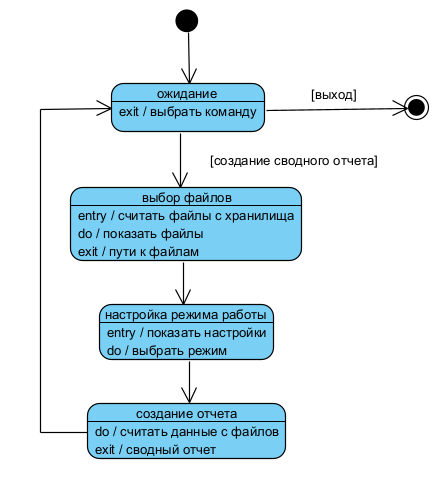 ожидание
exit / выбрать команду
[выход]
[создание сводного отчета]
выбор файлов
entry / считать файлы с хранилища
do / показать файлы
exit / пути к файлам
настройка режима работы
entry / показать настройки
do / выбрать режим
создание отчета
do / считать данные с файлов
exit / сводный отчет